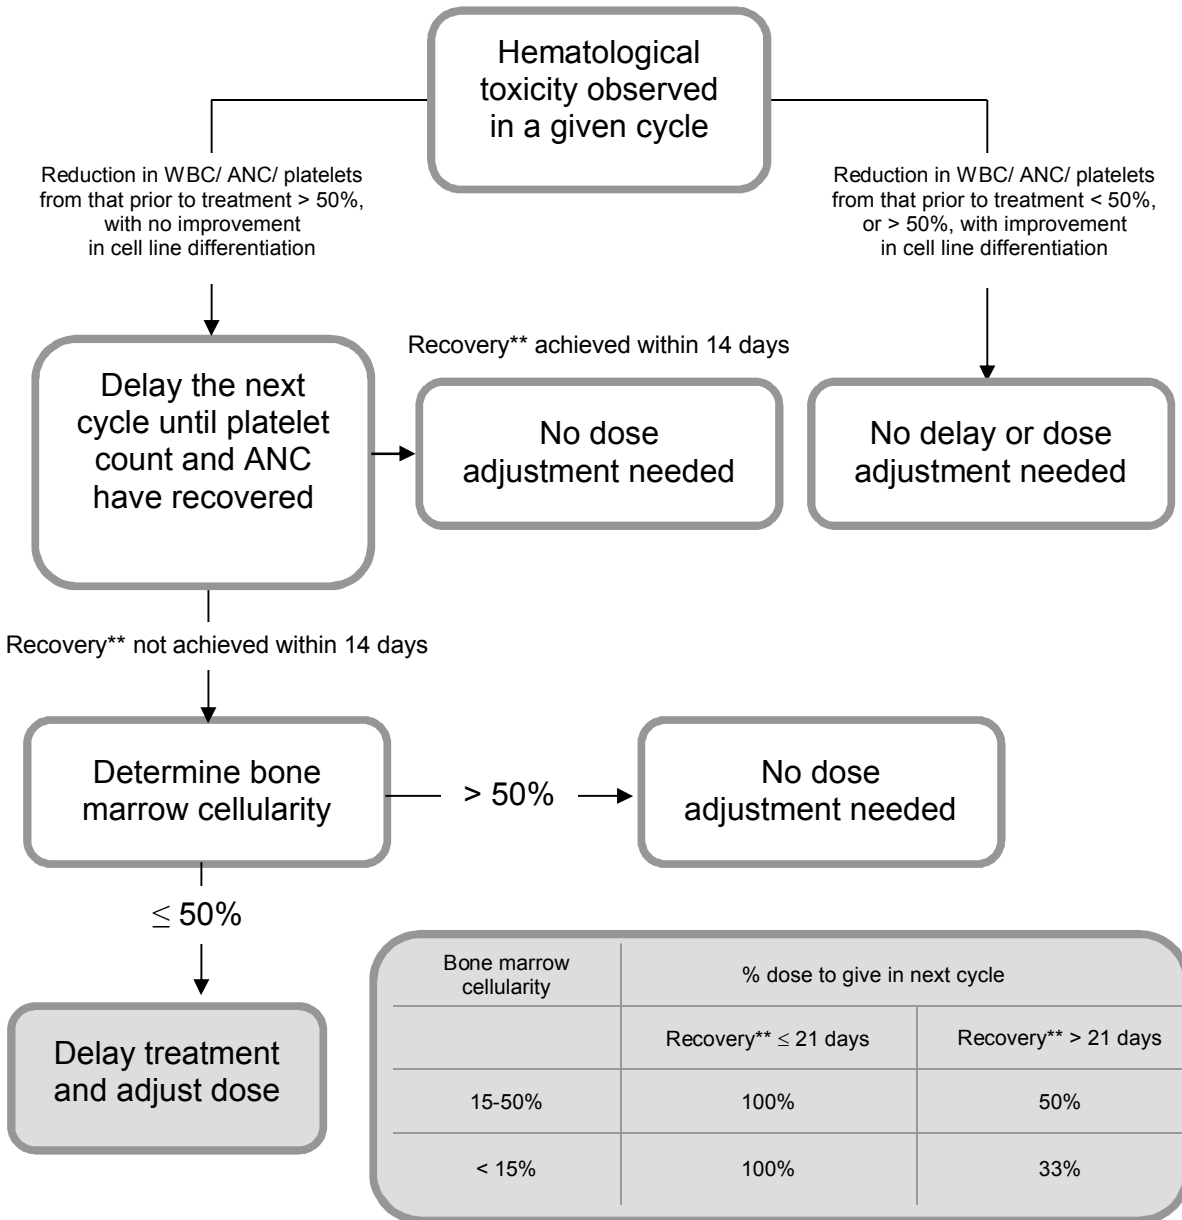 Hematological
toxicity observed
in a given cycle
Reduction in WBC/ ANC/ platelets
from that prior to treatment > 50%,
with no improvement
in cell line differentiation
Reduction in WBC/ ANC/ platelets
from that prior to treatment < 50%,
or > 50%, with improvement
in cell line differentiation
Delay the next
cycle until platelet
count and ANC
have recovered
Recovery** achieved within 14 days
No dose
adjustment needed
No delay or dose
adjustment needed
Recovery** not achieved within 14 days
Determine bone
marrow cellularity
> 50%
No dose
adjustment needed
≤ 50%
Delay treatment
and adjust dose
Bone marrow
cellularity
% dose to give in next cycle
Recovery** ≤ 21 days
Recovery** > 21 days
15-50%
100%
50%
< 15%
100%
33%